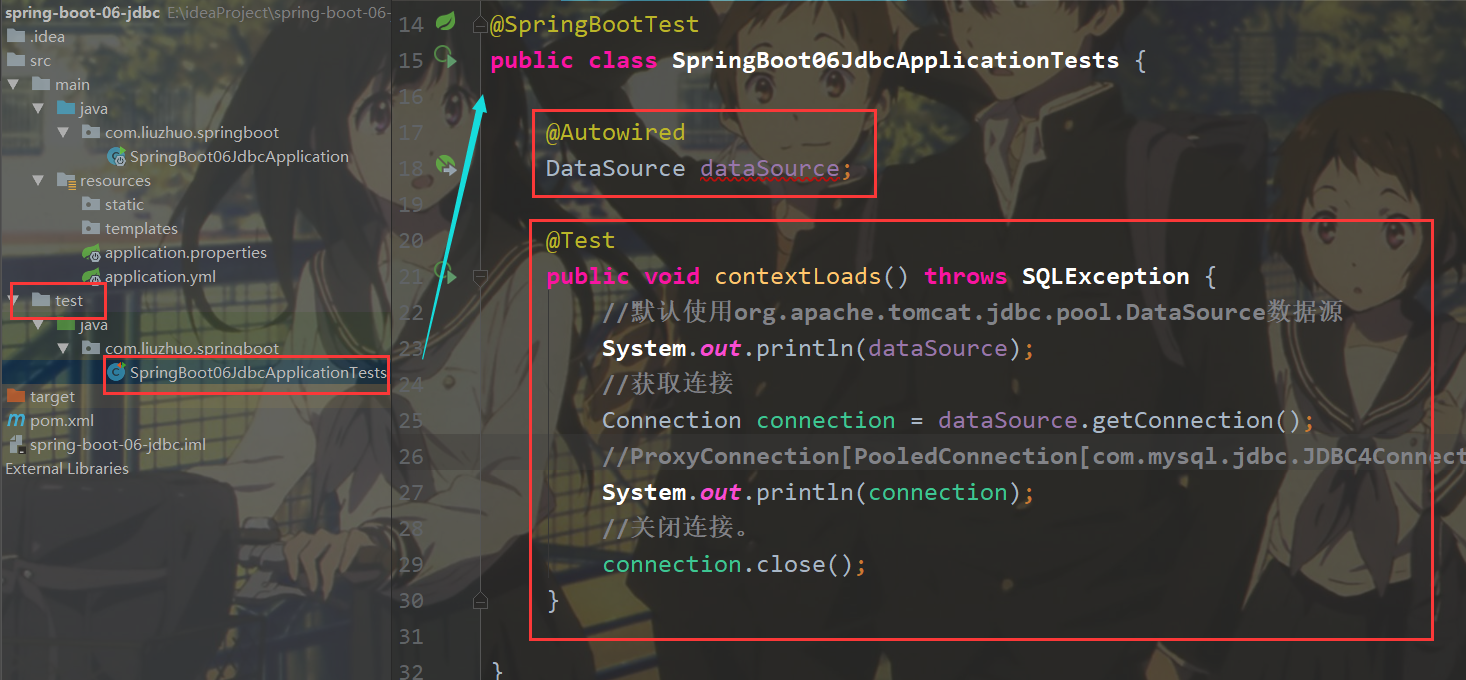 spring-boot-06-jdbc E:\ideaProject\spring-boot-06-
.idea
src
main
java
com.liuzhuo.springboot
SpringBoot06JdbcApplication
resources
static
templates
application.properties
application.yml
test
java
com.liuzhuo.springboot
SpringBoot06JdbcApplicationTests
target
pom.xml
spring-boot-06-jdbc.iml
External Libraries
14 @SpringBootTest
15 public class SpringBoot06JdbcApplicationTests {
16
17 @Autowired
18 DataSource dataSource;
19
20 @Test
21 public void contextLoads() throws SQLException {
22 //默认使用org.apache.tomcat.jdbc.pool.DataSource数据源
23 System.out.println(dataSource);
24 //获取连接
25 Connection connection = dataSource.getConnection();
26 //ProxyConnection[PooledConnection[com.mysql.jdbc.JDBC4Connect
27 System.out.println(connection);
28 //关闭连接。
29 connection.close();
30 }
31
32 }